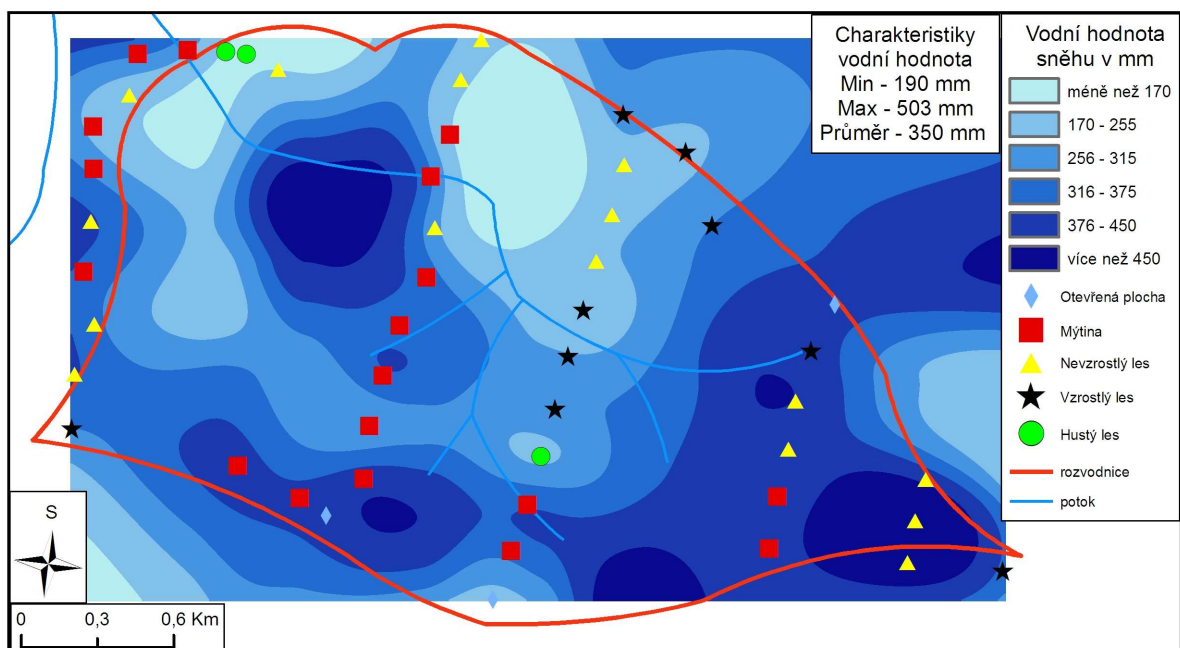 Charakteristiky
vodní hodnota
Min - 190 mm
Max - 503 mm
Průměr - 350 mm
Vodní hodnota
sněhu v mm
méně než 170
170 - 255
256 - 315
316 - 375
376 - 450
více než 450
Otevřená plocha
Mýtina
Nevzrostlý les
Vzrostlý les
Hustý les
rozvodnice
potok
S
0 0,3 0,6 Km